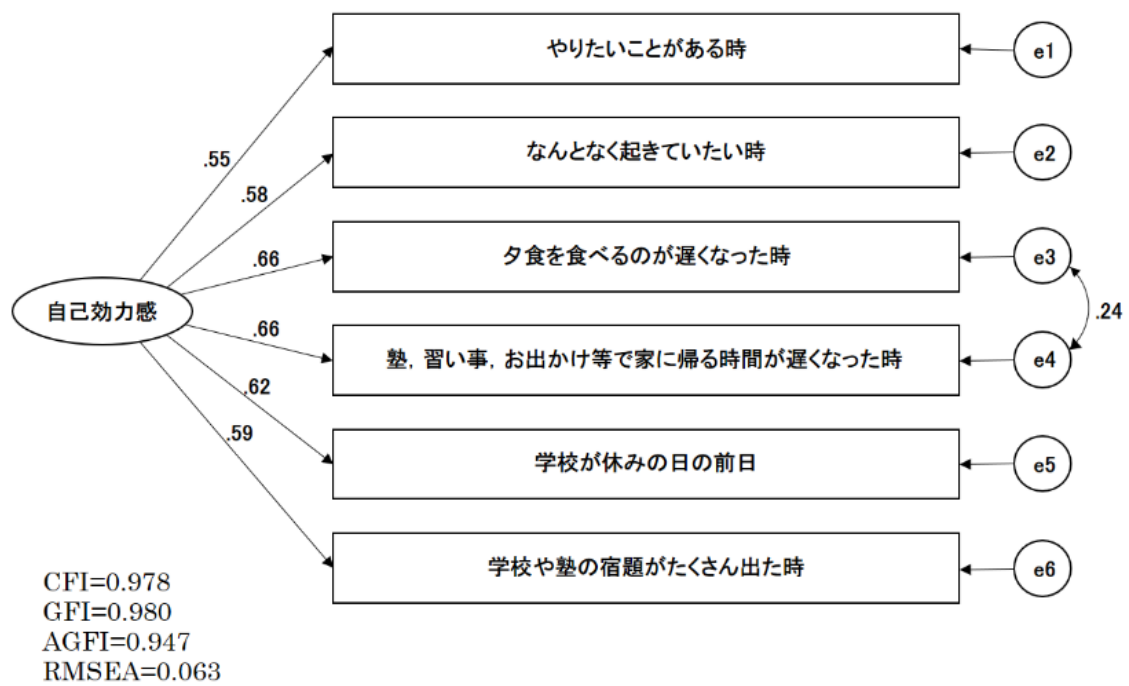 やりたいことがある時
e1
.55
なんとなく起きていたい時
e2
.58
夕食を食べるのが遅くなった時
e3
.66
自己効力感
.24
.66
塾, 習い事, お出かけ等で家に帰る時間が遅くなった時
e4
.62
学校が休みの日の前日
e5
.59
学校や塾の宿題がたくさん出た時
e6
CFI=0.978
GFI=0.980
AGFI=0.947
RMSEA=0.063